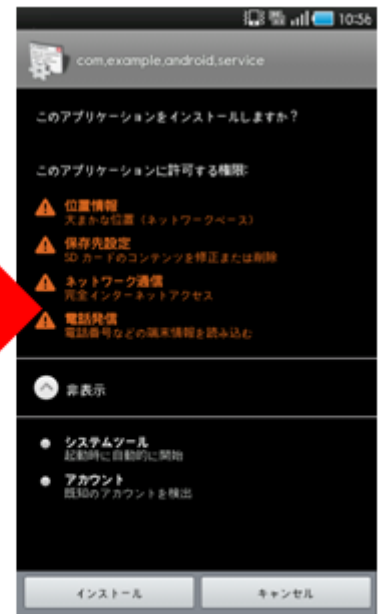 10:56
com.example.android.service
このアプリケーションをインストールしますか？
このアプリケーションに許可する権限:
位置情報
大まかな位置（ネットワークベース）
保存先設定
SD カードのコンテンツを修正または削除
ネットワーク通信
完全インターネットアクセス
電話発信
電話番号などの端末情報を読み込む
非表示
システムツール
起動時に自動的に開始
アカウント
既知のアカウントを検出
インストール
キャンセル